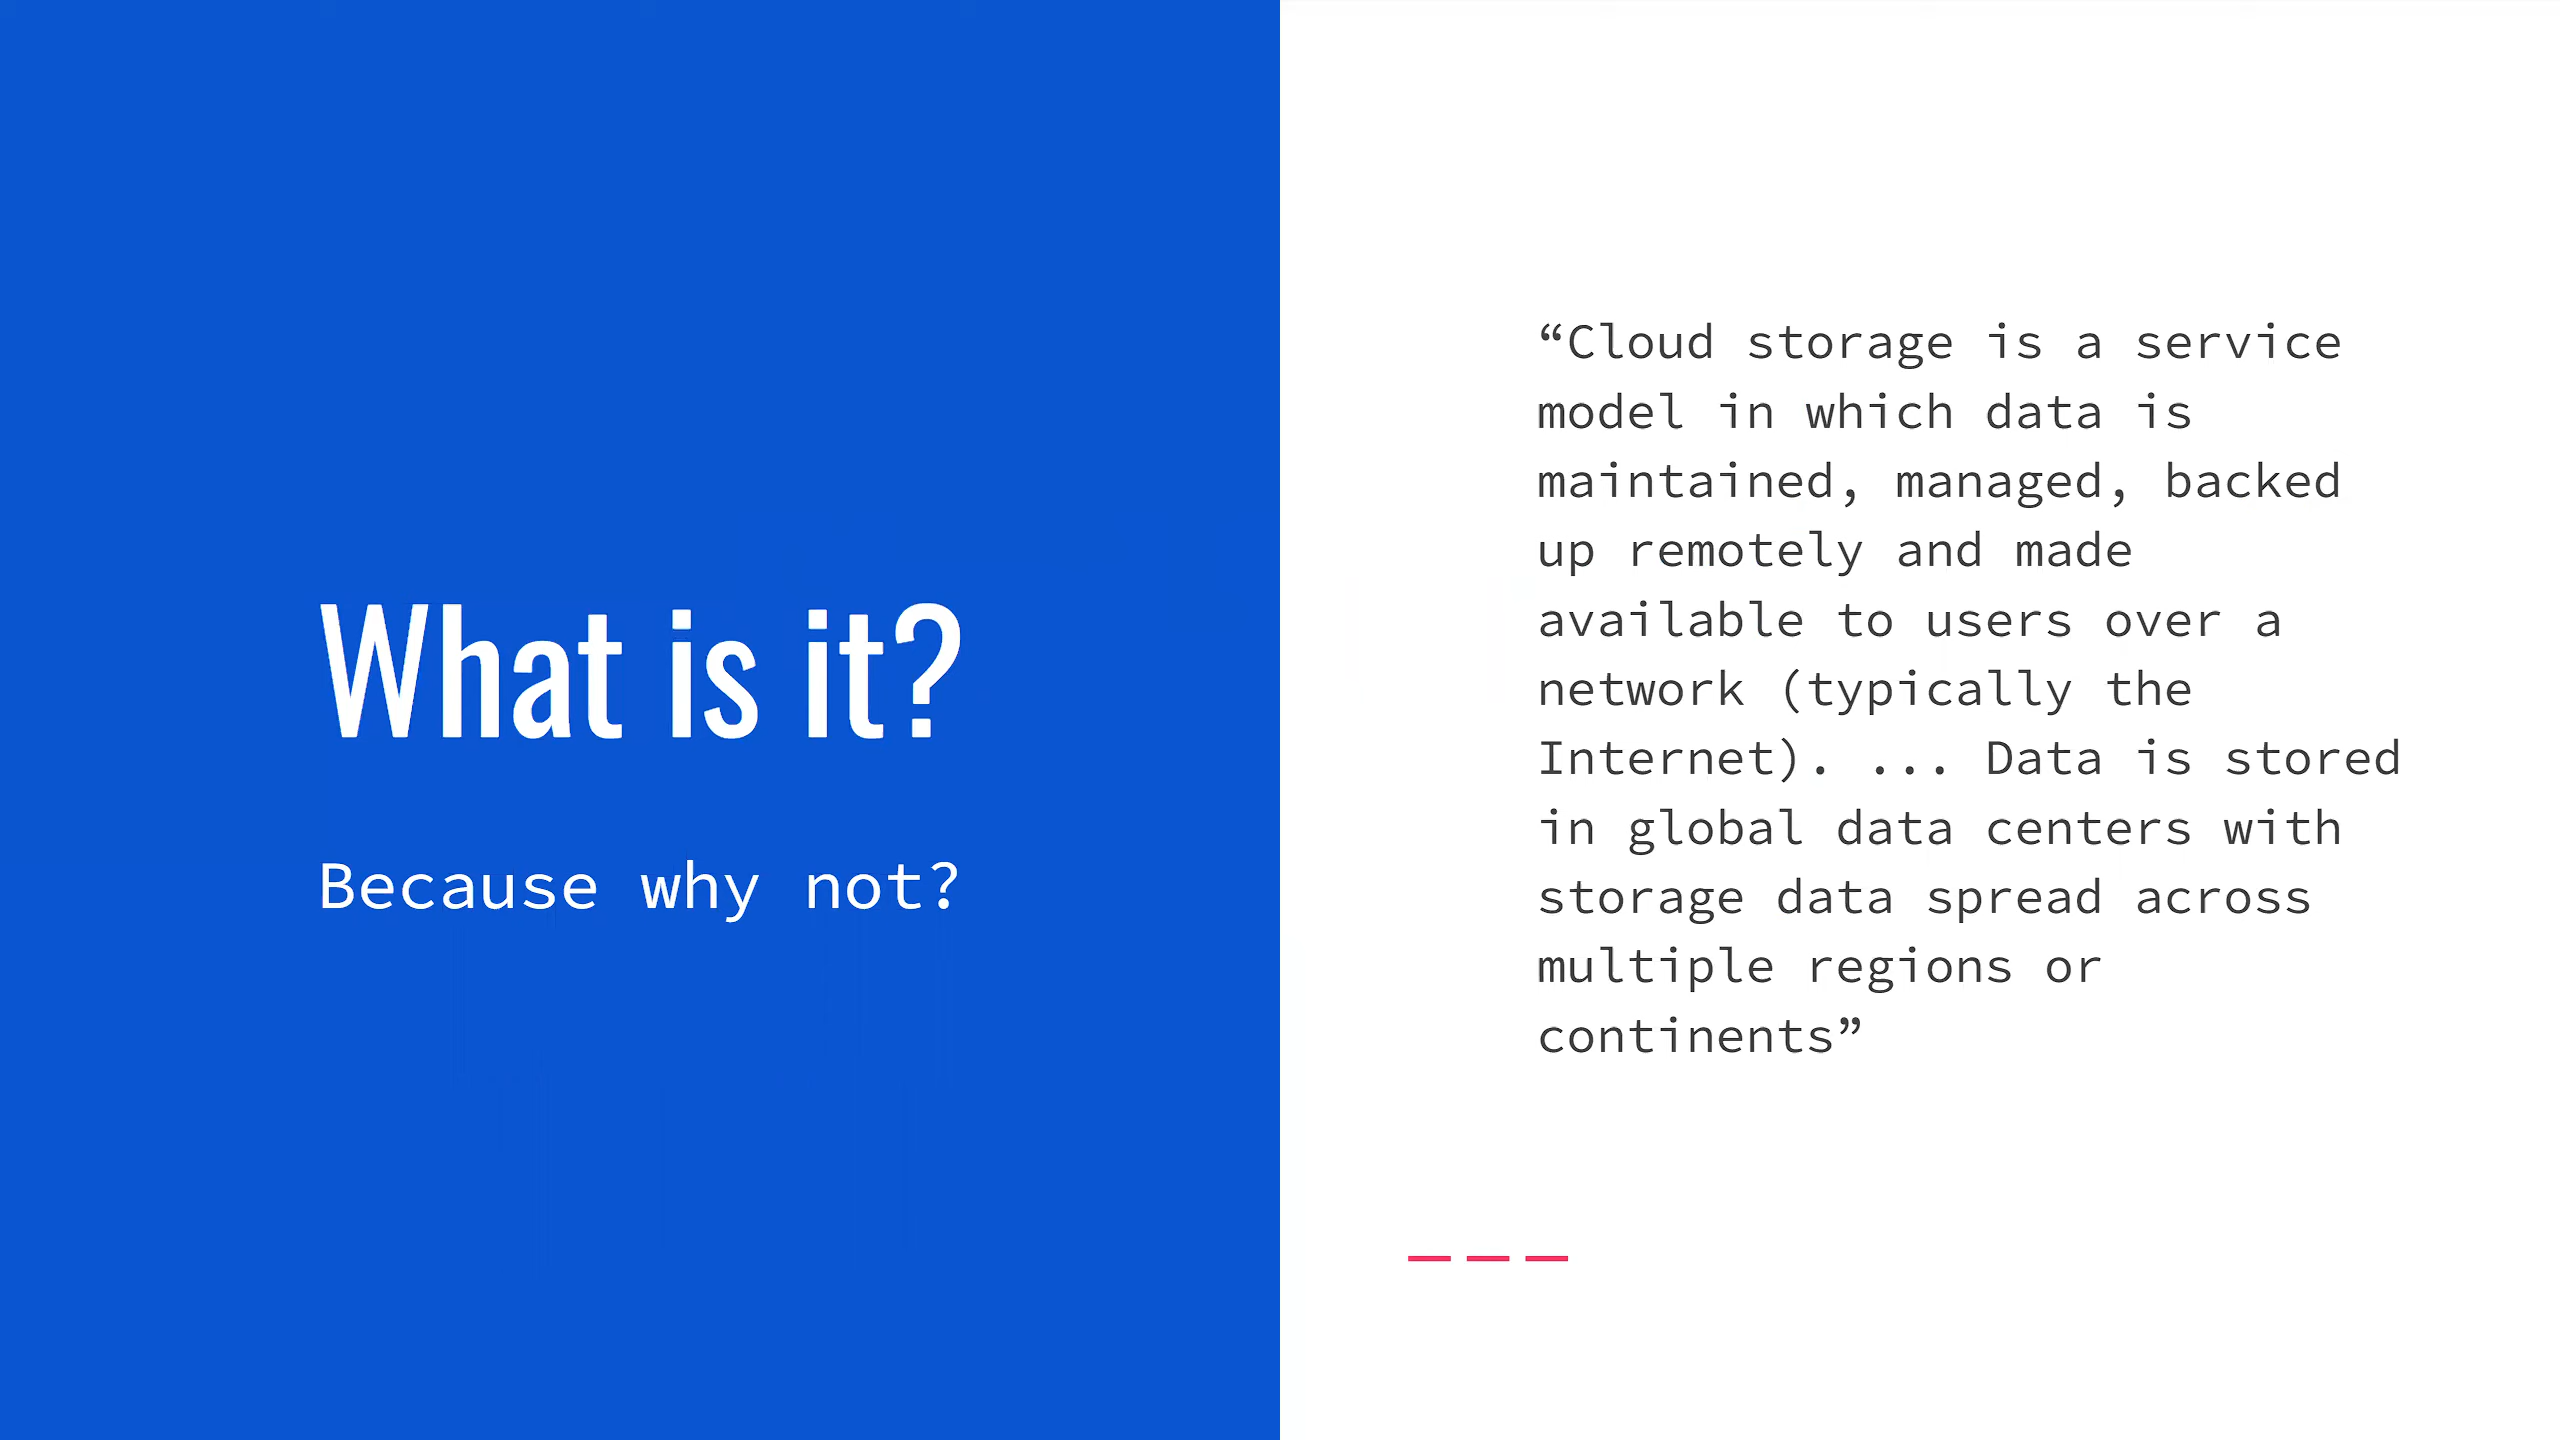 What is it?
Because why not?
“Cloud storage is a service
model in which data is
maintained, managed, backed
up remotely and made
available to users over a
network (typically the
Internet). ... Data is stored
in global data centers with
storage data spread across
multiple regions or
continents”